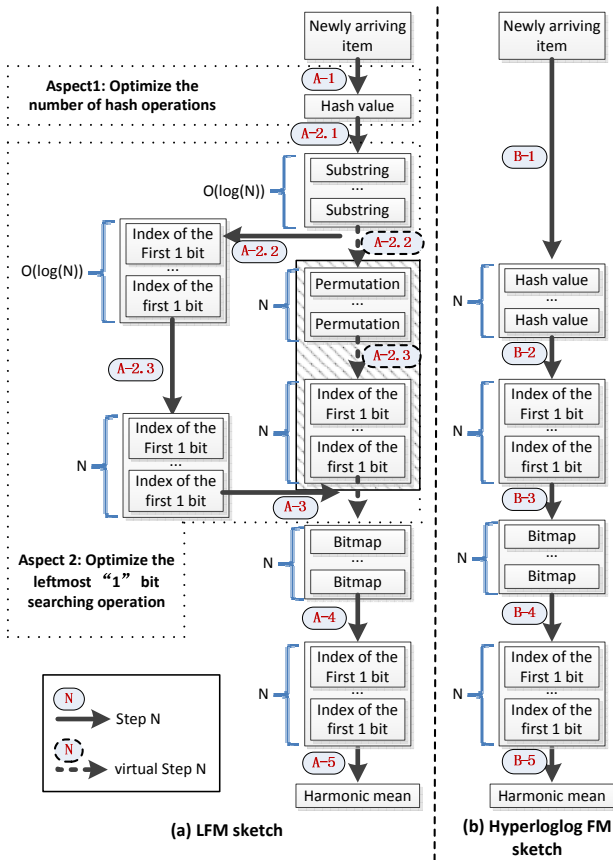 Newly arriving
item
Aspect1: Optimize the
number of hash operations
A-1
Hash value
A-2.1
O(log(N))
Substring
...
Substring
A-2.2
A-2.2
O(log(N))
Index of the
First 1 bit
...
Index of the
first 1 bit
N
Permutation
...
Permutation
A-2.3
A-2.3
N
Index of the
First 1 bit
...
Index of the
first 1 bit
N
Index of the
First 1 bit
...
Index of the
first 1 bit
A-3
Aspect 2: Optimize the
leftmost “1” bit
searching operation
N
Bitmap
...
Bitmap
A-4
N
Index of the
First 1 bit
...
Index of the
first 1 bit
A-5
Harmonic mean
N
Step N
N
virtual Step N
(a) LFM sketch
Newly arriving
item
B-1
N
Hash value
...
Hash value
B-2
N
Index of the
First 1 bit
...
Index of the
first 1 bit
B-3
N
Bitmap
...
Bitmap
B-4
N
Index of the
First 1 bit
...
Index of the
first 1 bit
B-5
Harmonic mean
(b) Hyperloglog FM
sketch